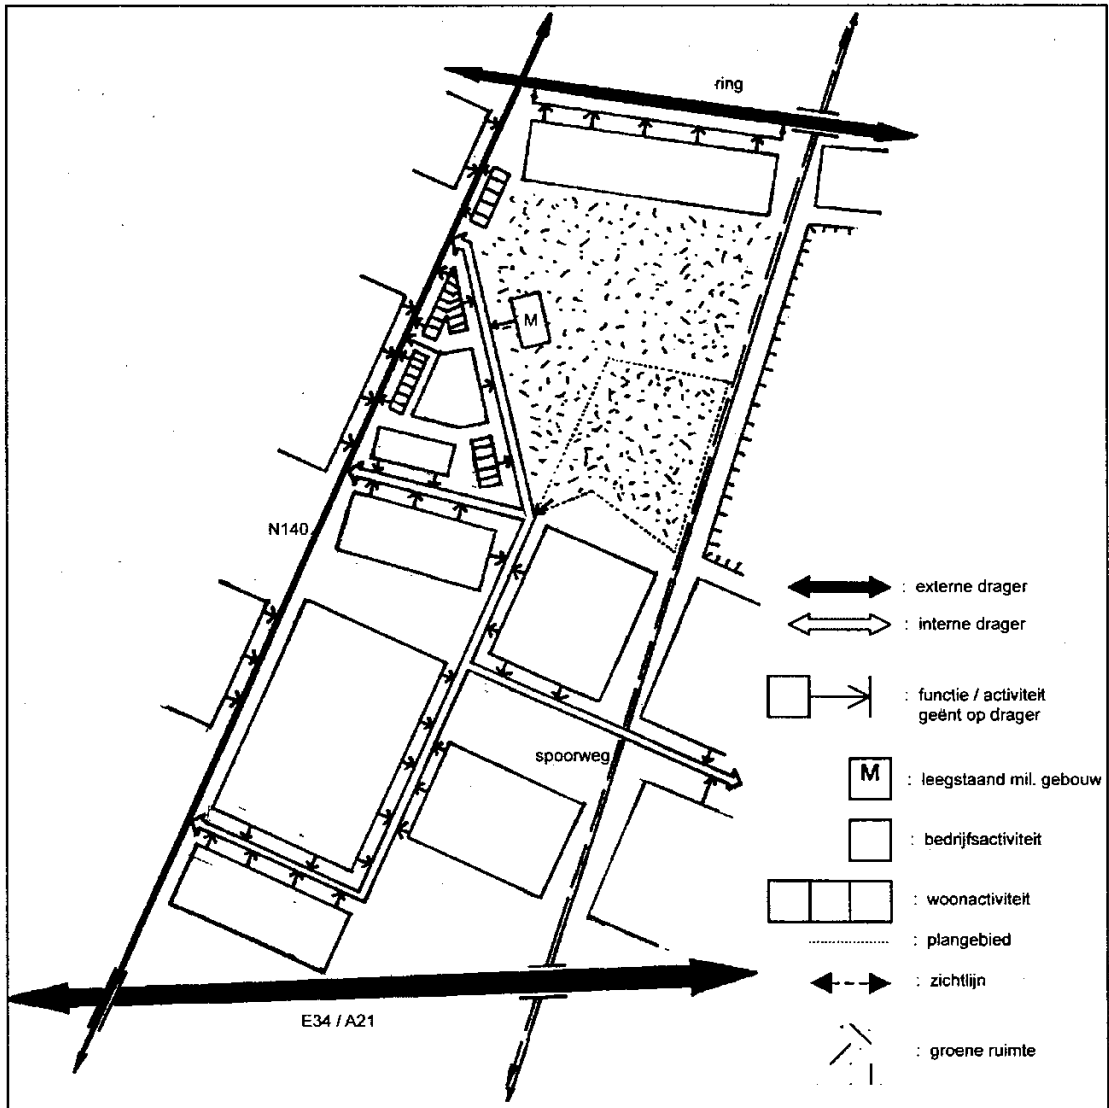 ring
M
N140
: externe drager
: interne drager
: functie / activiteit
geënt op drager
spoorweg
M : leegstaand mil. gebouw
: bedrijfsactiviteit
: woonactiviteit
: plangebied
: zichtlijn
E34 / A21
: groene ruimte